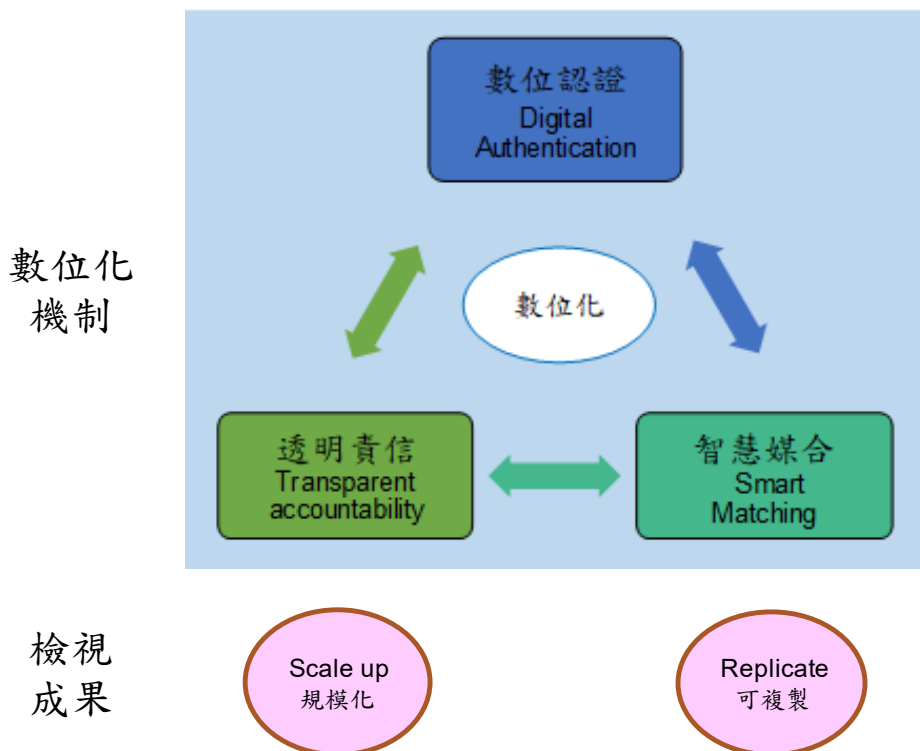 數位認證
Digital
Authentication
數位化
機制
數位化
透明責信
Transparent
accountability
智慧媒合
Smart
Matching
檢視
成果
Scale up
規模化
Replicate
可複製